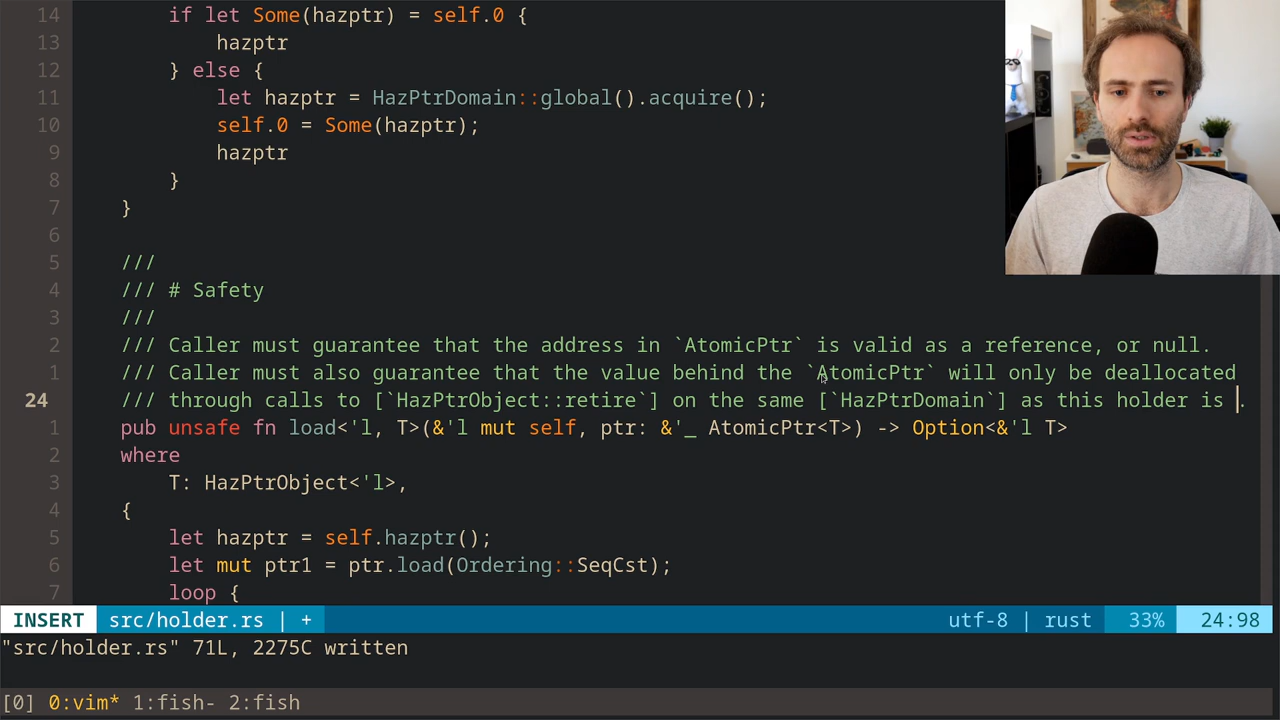 14 if let Some(hazptr) = self.0 {
13 hazptr
12 } else {
11 let hazptr = HazPtrDomain::global().acquire();
10 self.0 = Some(hazptr);
9 hazptr
8 }
7 }
6
5 ///
4 /// # Safety
3 ///
2 /// Caller must guarantee that the address in `AtomicPtr` is valid as a reference, or null.
1 /// Caller must also guarantee that the value behind the `AtomicPtr` will only be deallocated
24 /// through calls to [`HazPtrObject::retire`] on the same [`HazPtrDomain`] as this holder is .
1 pub unsafe fn load<'l, T>(&'l mut self, ptr: &'_ AtomicPtr<T>) -> Option<&'l T>
2 where
3 T: HazPtrObject<'l>,
4 {
5 let hazptr = self.hazptr();
6 let mut ptr1 = ptr.load(Ordering::SeqCst);
7 loop {
INSERT src/holder.rs | + utf-8 | rust 33% 24:98
"src/holder.rs" 71L, 2275C written
[0] 0:vim* 1:fish- 2:fish